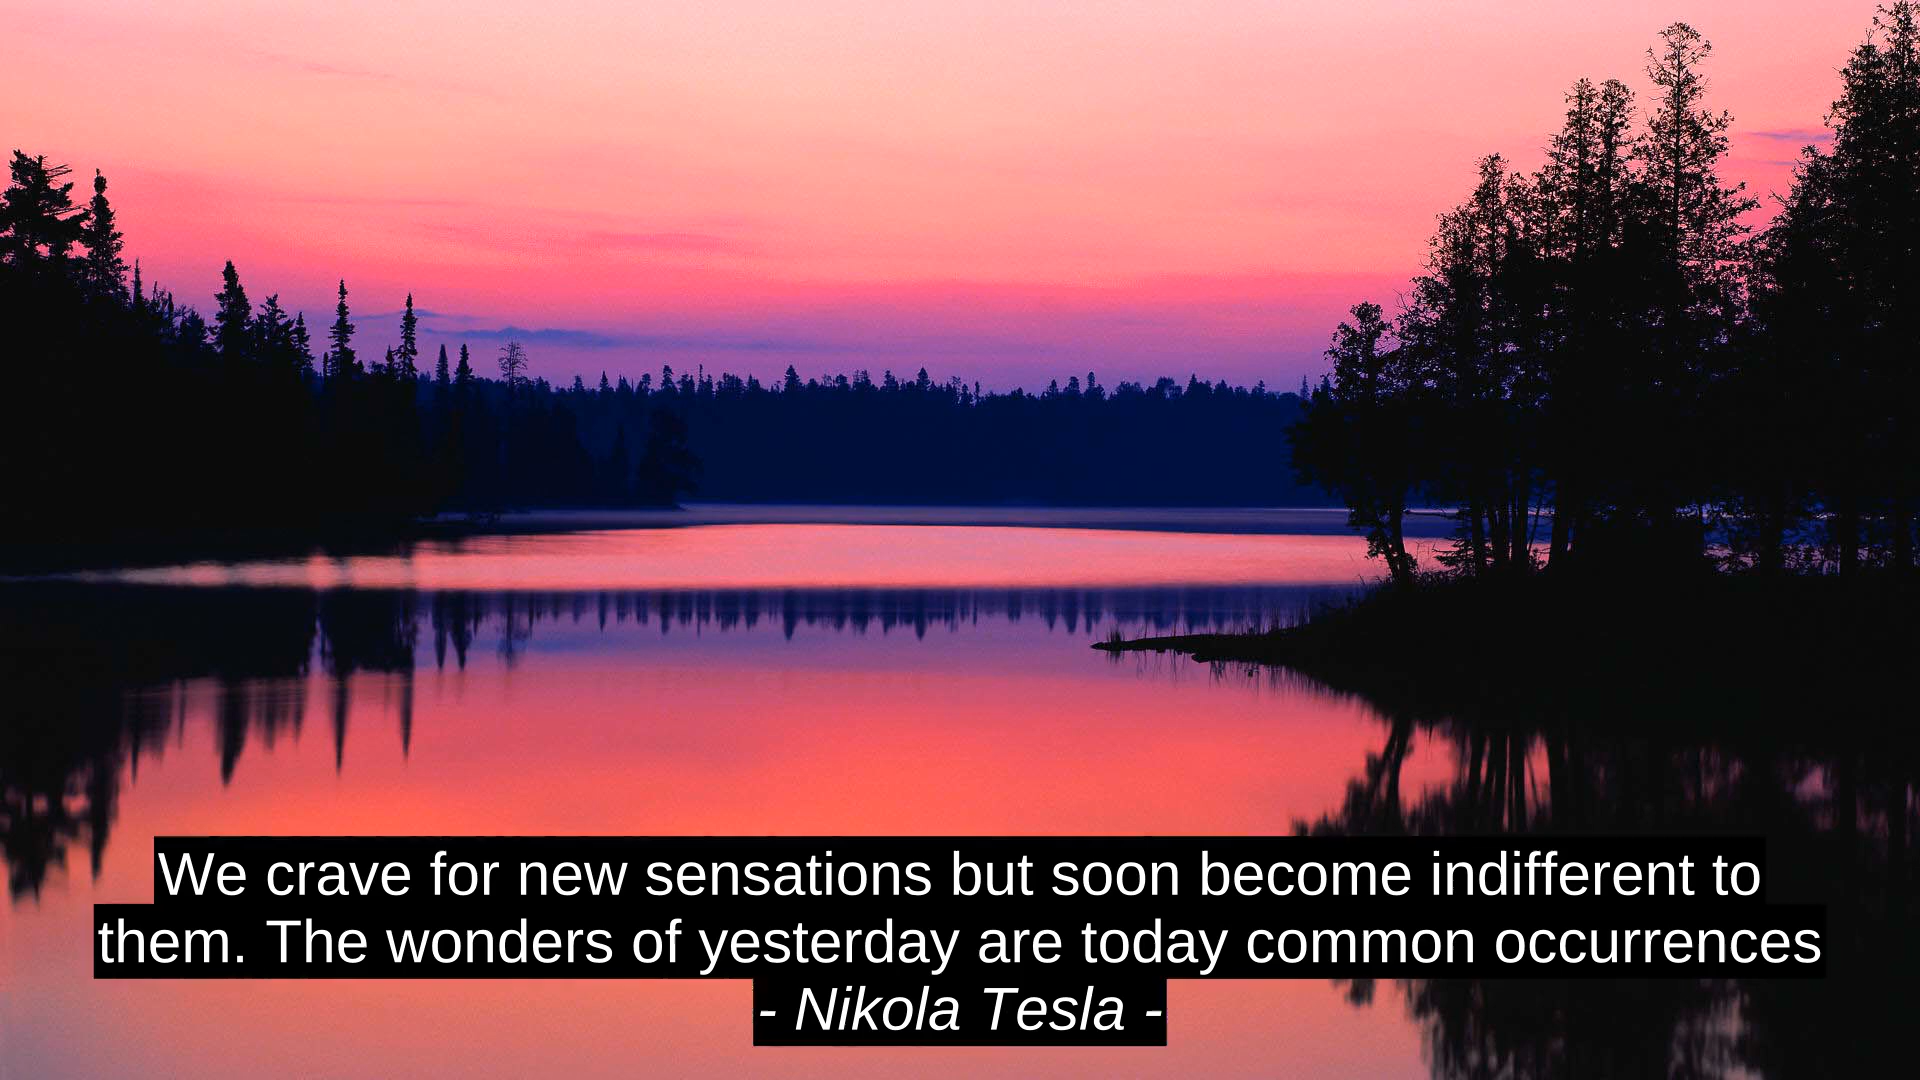 We crave for new sensations but soon become indifferent to
them. The wonders of yesterday are today common occurrences
- Nikola Tesla -